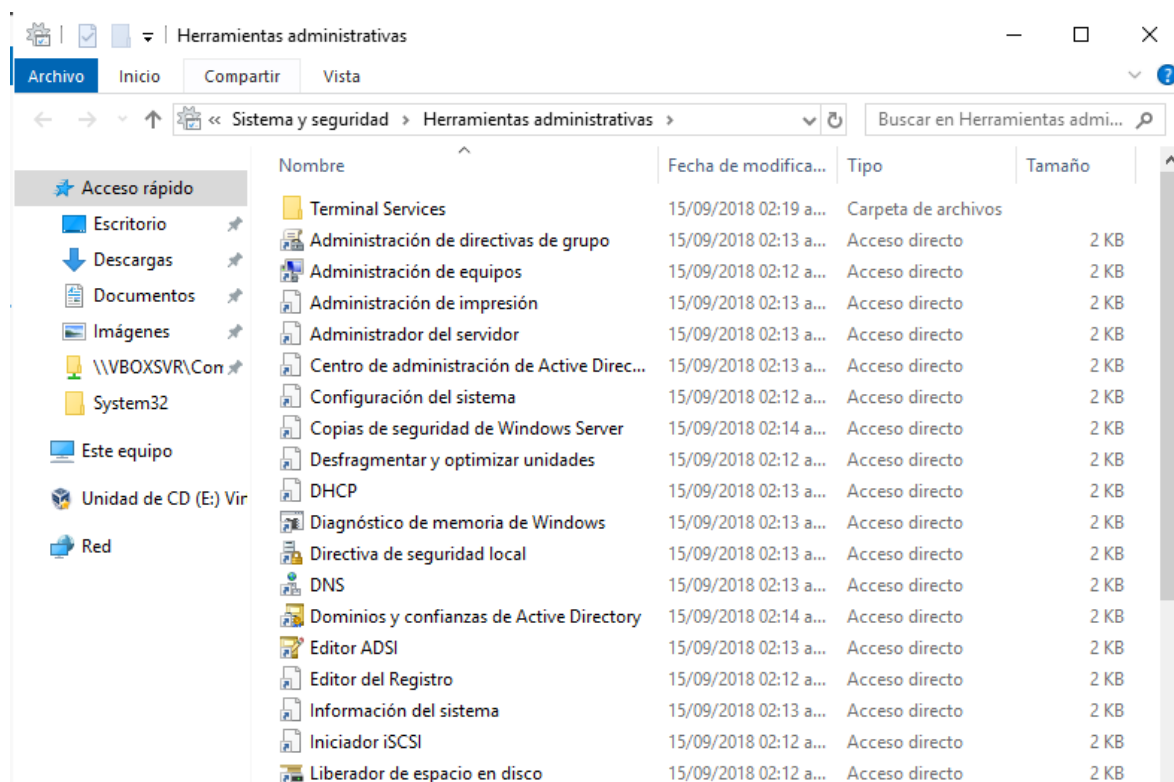 Herramientas administrativas
Archivo Inicio Compartir Vista
« Sistema y seguridad > Herramientas administrativas > Buscar en Herramientas admi...
Nombre Fecha de modifica... Tipo Tamaño
Acceso rápido
Escritorio
Descargas
Documentos
Imágenes
\\VBOXSVR\Con
System32
Este equipo
Unidad de CD (E:) Vir
Red
Terminal Services 15/09/2018 02:19 a... Carpeta de archivos
Administración de directivas de grupo 15/09/2018 02:13 a... Acceso directo 2 KB
Administración de equipos 15/09/2018 02:12 a... Acceso directo 2 KB
Administración de impresión 15/09/2018 02:13 a... Acceso directo 2 KB
Administrador del servidor 15/09/2018 02:13 a... Acceso directo 2 KB
Centro de administración de Active Direc... 15/09/2018 02:13 a... Acceso directo 2 KB
Configuración del sistema 15/09/2018 02:12 a... Acceso directo 2 KB
Copias de seguridad de Windows Server 15/09/2018 02:14 a... Acceso directo 2 KB
Desfragmentar y optimizar unidades 15/09/2018 02:12 a... Acceso directo 2 KB
DHCP 15/09/2018 02:13 a... Acceso directo 2 KB
Diagnóstico de memoria de Windows 15/09/2018 02:13 a... Acceso directo 2 KB
Directiva de seguridad local 15/09/2018 02:13 a... Acceso directo 2 KB
DNS 15/09/2018 02:13 a... Acceso directo 2 KB
Dominios y confianzas de Active Directory 15/09/2018 02:14 a... Acceso directo 2 KB
Editor ADSI 15/09/2018 02:13 a... Acceso directo 2 KB
Editor del Registro 15/09/2018 02:12 a... Acceso directo 2 KB
Información del sistema 15/09/2018 02:13 a... Acceso directo 2 KB
Iniciador iSCSI 15/09/2018 02:12 a... Acceso directo 2 KB
Liberador de espacio en disco 15/09/2018 02:12 a... Acceso directo 2 KB